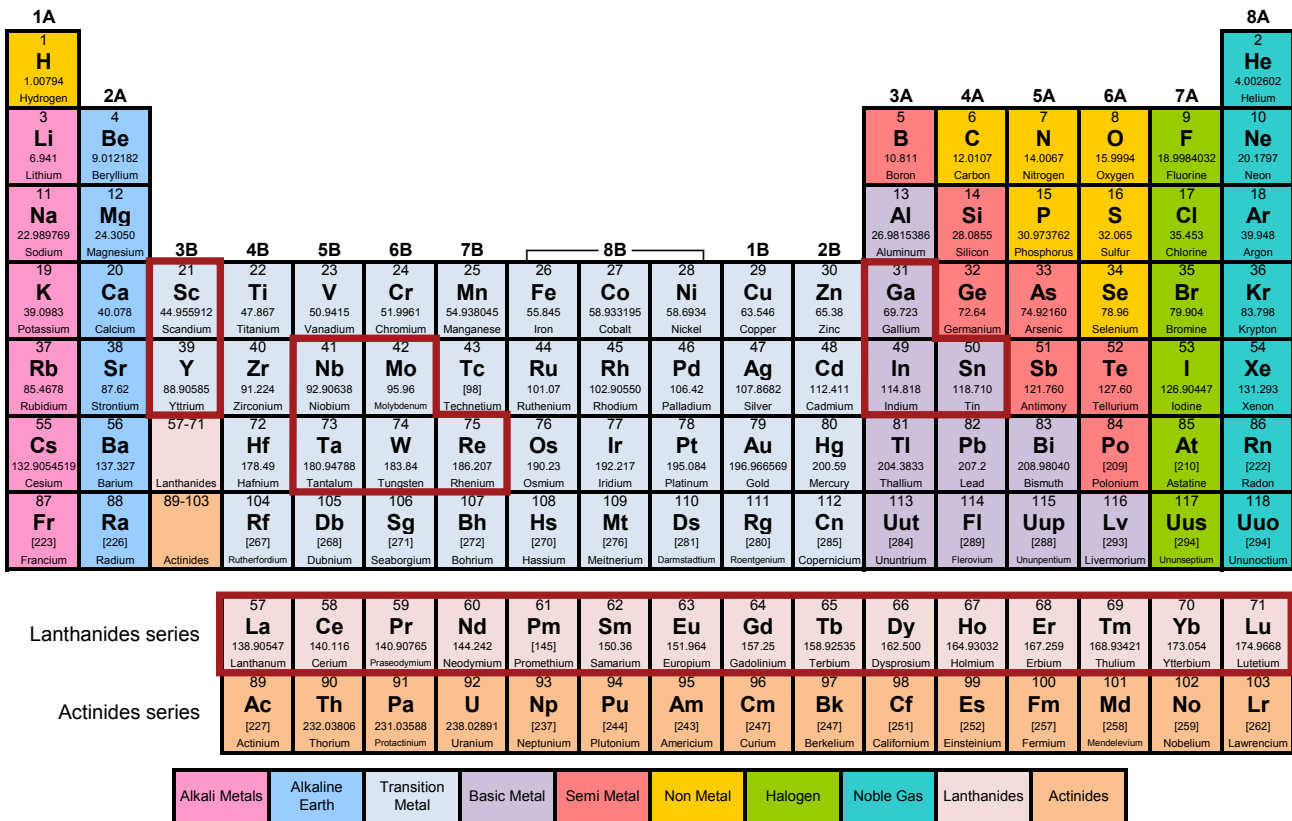 1A 8A
1 2
H He
1.00794 4.002602
Hydrogen 2A 3A 4A 5A 6A 7A Helium
3 4 5 6 7 8 9 10
Li Be B C N O F Ne
6.941 9.012182 10.811 12.0107 14.0067 15.9994 18.9984032 20.1797
Lithium Beryllium Boron Carbon Nitrogen Oxygen Fluorine Neon
11 12 13 14 15 16 17 18
Na Mg Al Si P S Cl Ar
22.989769 24.3050 26.9815386 28.0855 30.973762 32.065 35.453 39.948
Sodium Magnesium 3B 4B 5B 6B 7B 8B 1B 2B Aluminum Silicon Phosphorus Sulfur Chlorine Argon
19 20 21 22 23 24 25 26 27 28 29 30 31 32 33 34 35 36
K Ca Sc Ti V Cr Mn Fe Co Ni Cu Zn Ga Ge As Se Br Kr
39.0983 40.078 44.955912 47.867 50.9415 51.9961 54.938045 55.845 58.933195 58.6934 63.546 65.38 69.723 72.64 74.92160 78.96 79.904 83.798
Potassium Calcium Scandium Titanium Vanadium Chromium Manganese Iron Cobalt Nickel Copper Zinc Gallium Germanium Arsenic Selenium Bromine Krypton
37 38 39 40 41 42 43 44 45 46 47 48 49 50 51 52 53 54
Rb Sr Y Zr Nb Mo Tc Ru Rh Pd Ag Cd In Sn Sb Te I Xe
85.4678 87.62 88.90585 91.224 92.90638 95.96 [98] 101.07 102.90550 106.42 107.8682 112.411 114.818 118.710 121.760 127.60 126.90447 131.293
Rubidium Strontium Yttrium Zirconium Niobium Molybdenum Technetium Ruthenium Rhodium Palladium Silver Cadmium Indium Tin Antimony Tellurium Iodine Xenon
55 56 57-71 72 73 74 75 76 77 78 79 80 81 82 83 84 85 86
Cs Ba Hf Ta W Re Os Ir Pt Au Hg Tl Pb Bi Po At Rn
132.9054519 137.327 178.49 180.94788 183.84 186.207 190.23 192.217 195.084 196.966569 200.59 204.3833 207.2 208.98040 [209] [210] [222]
Cesium Barium Lanthanides Hafnium Tantalum Tungsten Rhenium Osmium Iridium Platinum Gold Mercury Thallium Lead Bismuth Polonium Astatine Radon
87 88 89-103 104 105 106 107 108 109 110 111 112 113 114 115 116 117 118
Fr Ra Rf Db Sg Bh Hs Mt Ds Rg Cn Uut Fl Uup Lv Uus Uuo
[223] [226] [267] [268] [271] [272] [270] [276] [281] [280] [285] [284] [289] [288] [293] [294] [294]
Francium Radium Actinides Rutherfordium Dubnium Seaborgium Bohrium Hassium Meitnerium Darmstadtium Roentgenium Copernicium Ununtrium Flerovium Ununpentium Livermorium Ununseptium Ununoctium
57 58 59 60 61 62 63 64 65 66 67 68 69 70 71
Lanthanides series La Ce Pr Nd Pm Sm Eu Gd Tb Dy Ho Er Tm Yb Lu
138.90547 140.116 140.90765 144.242 [145] 150.36 151.964 157.25 158.92535 162.500 164.93032 167.259 168.93421 173.054 174.9668
Lanthanum Cerium Praseodymium Neodymium Promethium Samarium Europium Gadolinium Terbium Dysprosium Holmium Erbium Thulium Ytterbium Lutetium
89 90 91 92 93 94 95 96 97 98 99 100 101 102 103
Actinides series Ac Th Pa U Np Pu Am Cm Bk Cf Es Fm Md No Lr
[227] 232.03806 231.03588 238.02891 [237] [244] [243] [247] [247] [251] [252] [257] [258] [259] [262]
Actinium Thorium Protactinium Uranium Neptunium Plutonium Americium Curium Berkelium Californium Einsteinium Fermium Mendelevium Nobelium Lawrencium
Alkali Metals Alkaline Earth Transition Metal Basic Metal Semi Metal Non Metal Halogen Noble Gas Lanthanides Actinides